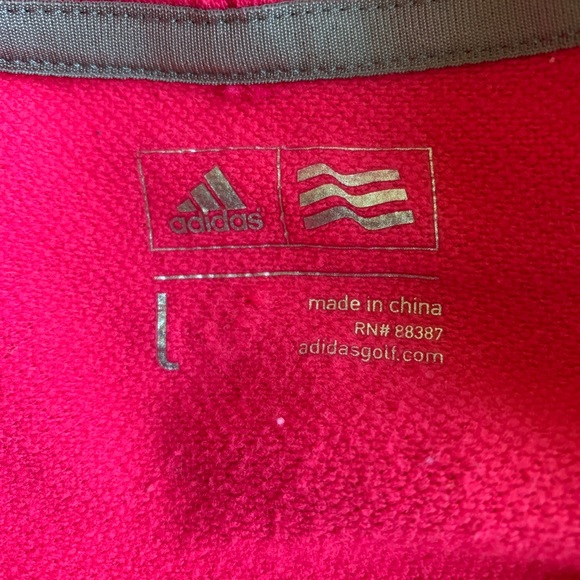 adidas
L
made in china
RN# 88387
adidasgolf.com